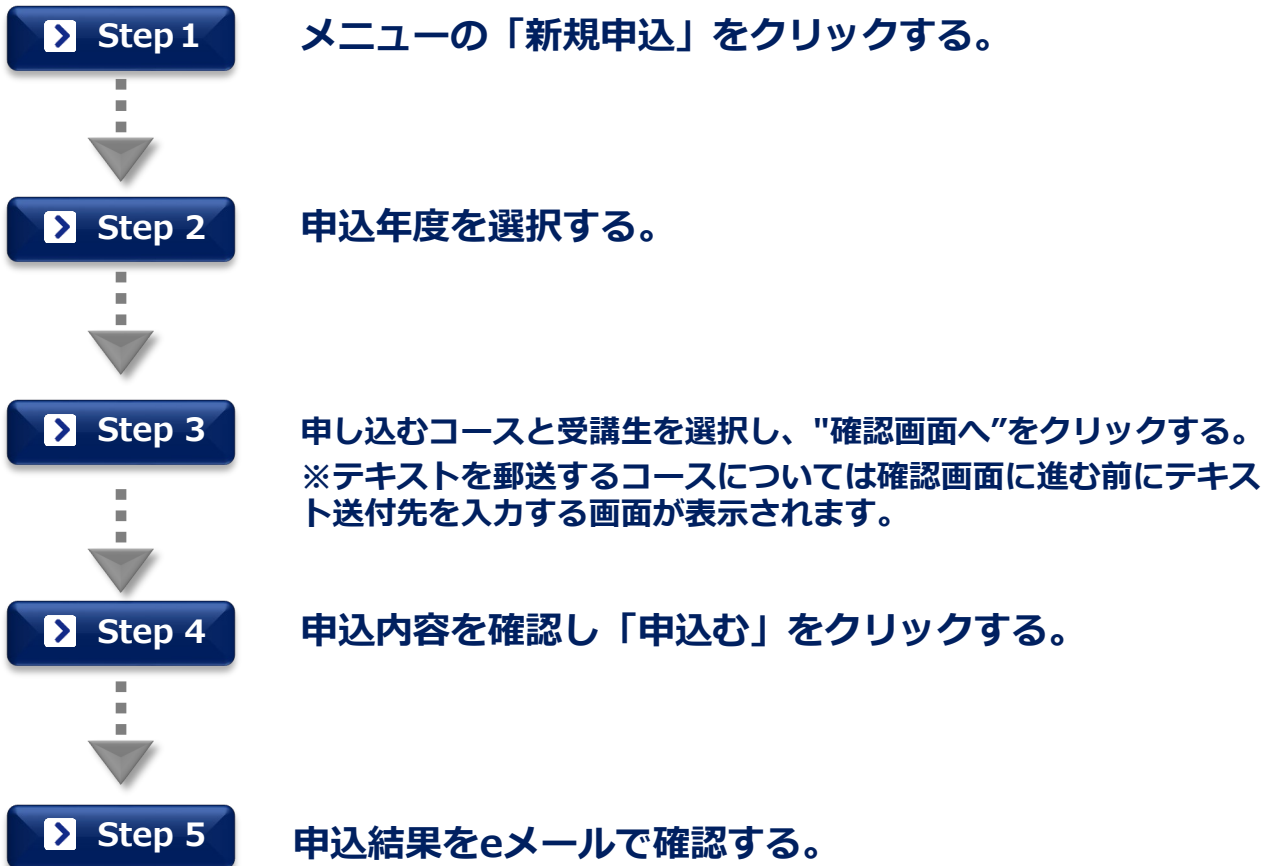 Step 1
メニューの「新規申込」をクリックする。
Step 2
申込年度を選択する。
Step 3
申し込むコースと受講生を選択し、"確認画面へ”をクリックする。
※テキストを郵送するコースについては確認画面に進む前にテキス
ト送付先を入力する画面が表示されます。
Step 4
申込内容を確認し「申込む」をクリックする。
Step 5
申込結果をeメールで確認する。